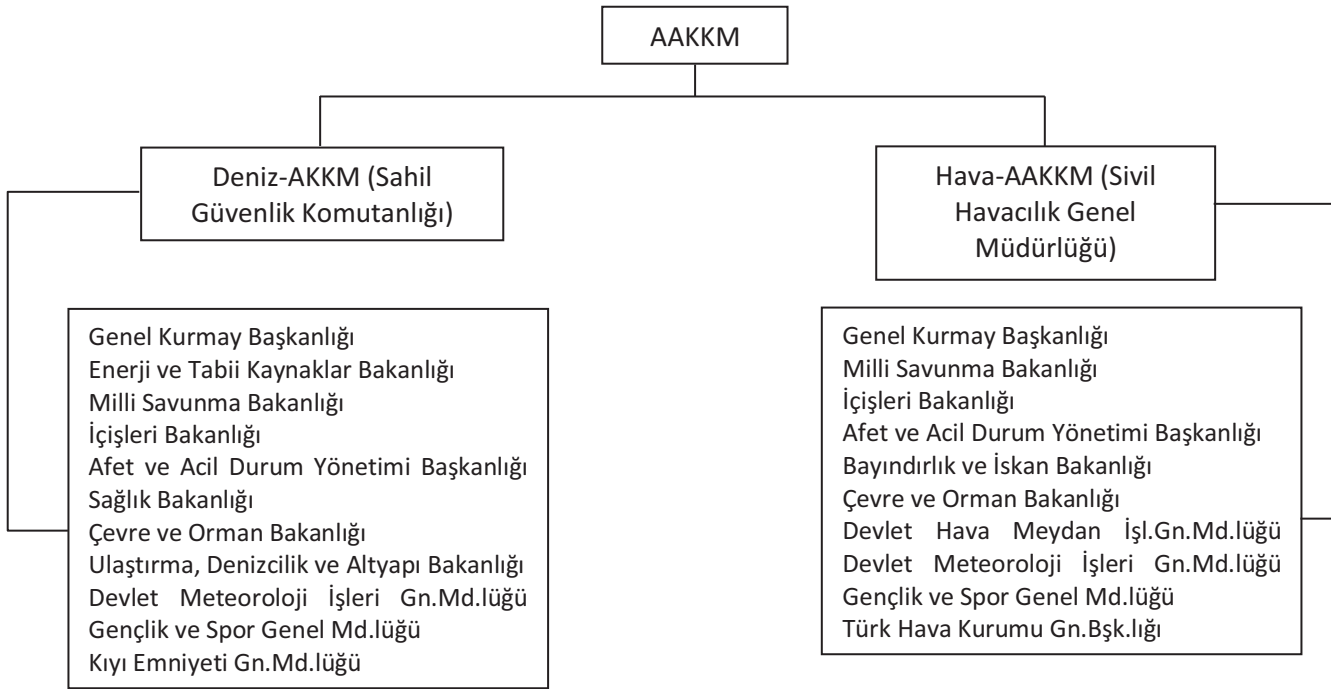 AAKKM
Deniz-AKKM (Sahil
Güvenlik Komutanlığı)
Hava-AAKKM (Sivil
Havacılık Genel
Müdürlüğü)
Genel Kurmay Başkanlığı
Enerji ve Tabii Kaynaklar Bakanlığı
Milli Savunma Bakanlığı
İçişleri Bakanlığı
Afet ve Acil Durum Yönetimi Başkanlığı
Sağlık Bakanlığı
Çevre ve Orman Bakanlığı
Ulaştırma, Denizcilik ve Altyapı Bakanlığı
Devlet Meteoroloji İşleri Gn.Md.lüğü
Gençlik ve Spor Genel Md.lüğü
Kıyı Emniyeti Gn.Md.lüğü
Genel Kurmay Başkanlığı
Milli Savunma Bakanlığı
İçişleri Bakanlığı
Afet ve Acil Durum Yönetimi Başkanlığı
Bayındırlık ve İskan Bakanlığı
Çevre ve Orman Bakanlığı
Devlet Hava Meydan İşl.Gn.Md.lüğü
Devlet Meteoroloji İşleri Gn.Md.lüğü
Gençlik ve Spor Genel Md.lüğü
Türk Hava Kurumu Gn.Bşk.lığı